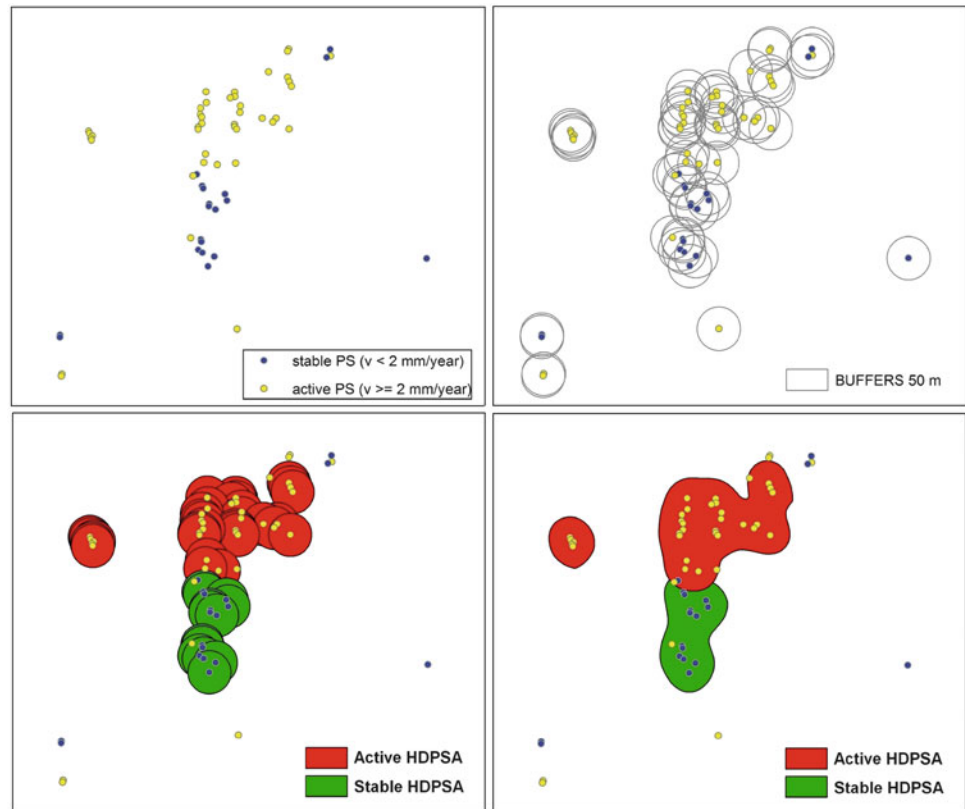 stable PS (v < 2 mm/year)
active PS (v >= 2 mm/year)
BUFFERS 50 m
Active HDPSA
Stable HDPSA
Active HDPSA
Stable HDPSA